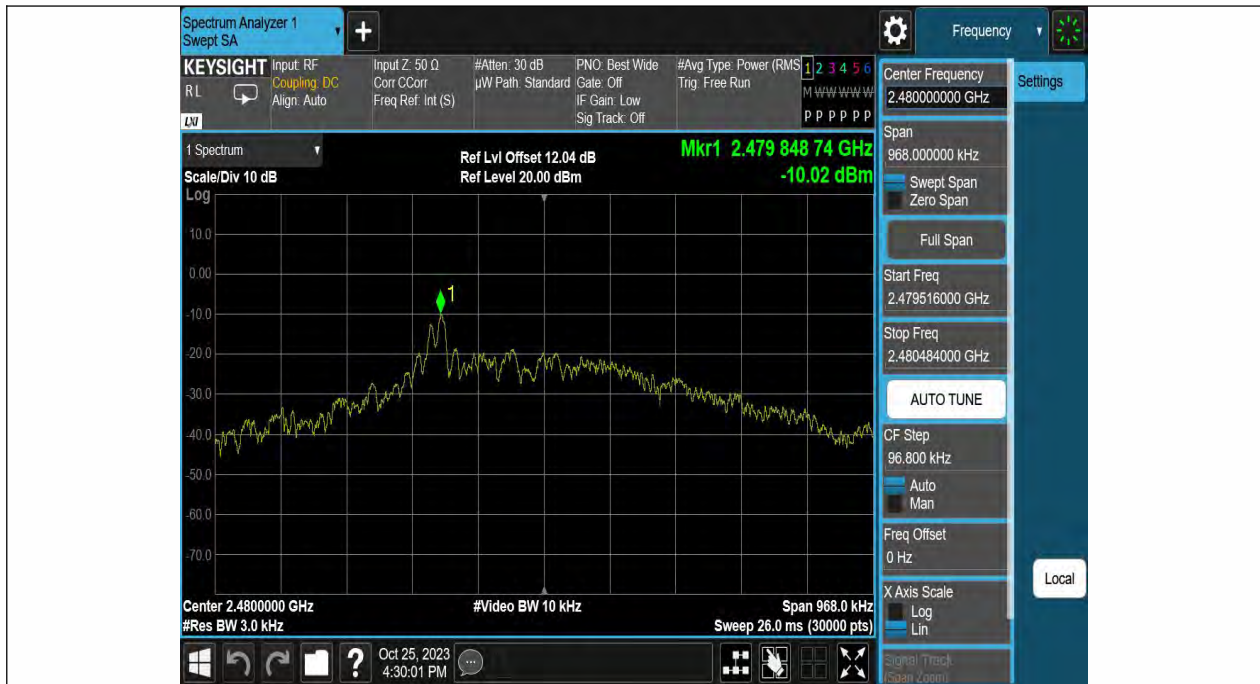 Spectrum Analyzer 1
Swept SA
+
Frequency
KEYSIGHT
RL
LXI
Input: RF
Coupling: DC
Align: Auto
Input Z: 50 Ω
Corr CCorr
Freq Ref: Int (S)
#Atten: 30 dB
µW Path: Standard
PNO: Best Wide
Gate: Off
IF Gain: Low
Sig Track: Off
#Avg Type: Power (RMS
Trig: Free Run
1 2 3 4 5 6
M W W W W W
P P P P P P
Center Frequency
2.480000000 GHz
Settings
Span
968.000000 kHz
Swept Span
Zero Span
Full Span
Start Freq
2.479516000 GHz
Stop Freq
2.480484000 GHz
AUTO TUNE
CF Step
96.800 kHz
Auto
Man
Freq Offset
0 Hz
X Axis Scale
Log
Lin
Signal Track
(Span Zoom)
Local
1 Spectrum
Scale/Div 10 dB
Log
Ref Lvl Offset 12.04 dB
Ref Level 20.00 dBm
Mkr1 2.479 848 74 GHz
-10.02 dBm
10.0
0.00
-10.0
-20.0
-30.0
-40.0
-50.0
-60.0
-70.0
1
Center 2.4800000 GHz
#Res BW 3.0 kHz
#Video BW 10 kHz
Span 968.0 kHz
Sweep 26.0 ms (30000 pts)
?
Oct 25, 2023
4:30:01 PM